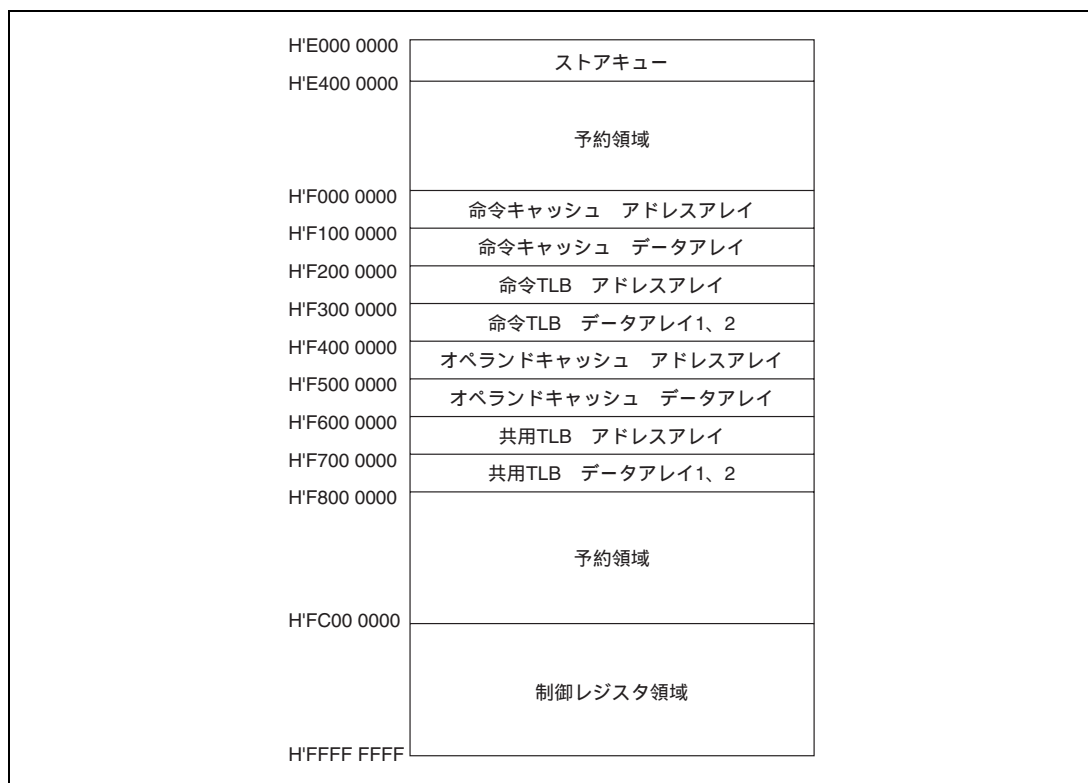 H'E000 0000
ストアキュー
H'E400 0000
予約領域
H'F000 0000
命令キャッシュ　アドレスアレイ
H'F100 0000
命令キャッシュ　データアレイ
H'F200 0000
命令TLB　アドレスアレイ
H'F300 0000
命令TLB　データアレイ1、2
H'F400 0000
オペランドキャッシュ　アドレスアレイ
H'F500 0000
オペランドキャッシュ　データアレイ
H'F600 0000
共用TLB　アドレスアレイ
H'F700 0000
共用TLB　データアレイ1、2
H'F800 0000
予約領域
H'FC00 0000
制御レジスタ領域
H'FFFF FFFF